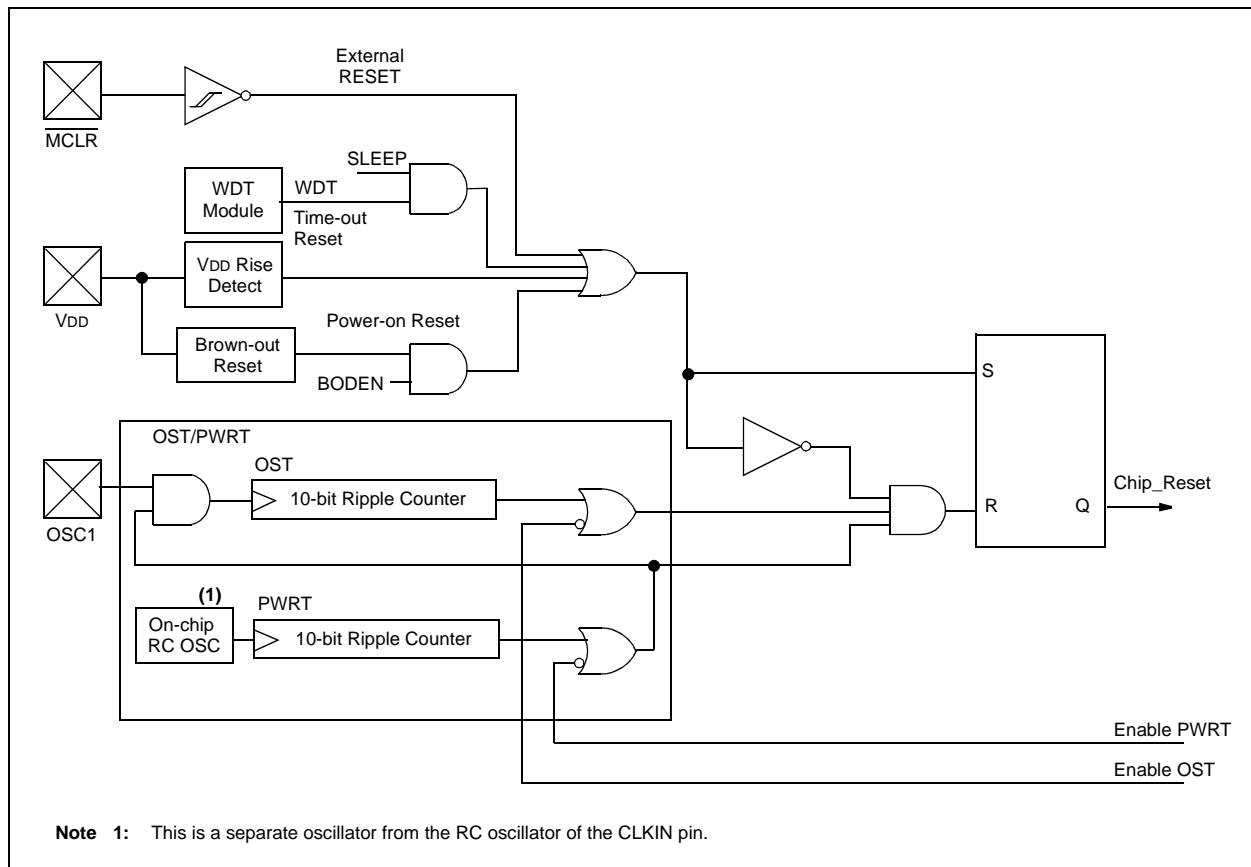 External
RESET
MCLR
SLEEP
WDT
Module
WDT
Time-out
Reset
VDD Rise
Detect
VDD
Power-on Reset
Brown-out
Reset
BODEN
S
OST/PWRT
OST
10-bit Ripple Counter
OSC1
Chip_Reset
R
Q
(1)
On-chip
RC OSC
PWRT
10-bit Ripple Counter
Enable PWRT
Enable OST
Note 1: This is a separate oscillator from the RC oscillator of the CLKIN pin.